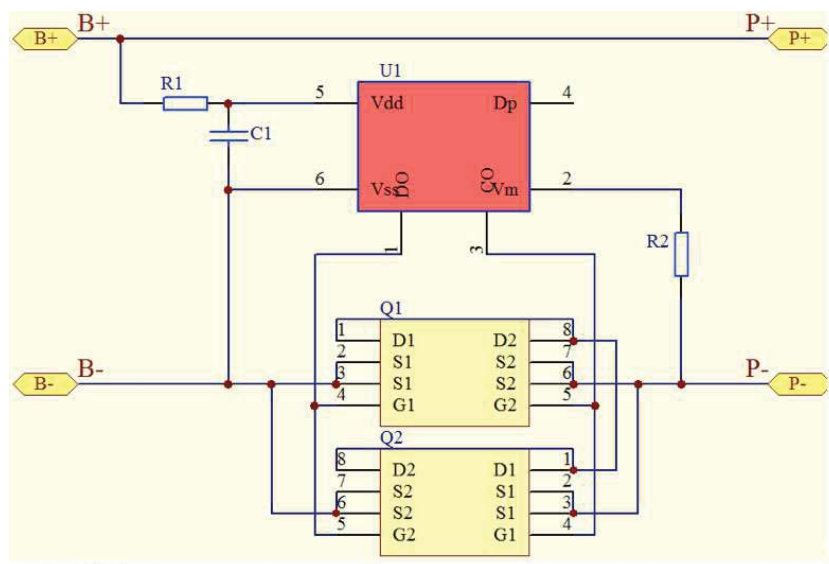 B+ B+ P+ P+
R1 U1
5 Vdd Dp 4
C1
6 Vss DO CO Vm 2
1 3
R2
Q1
1 D1 D2 8
2 S1 S2 7
B- B- 3 S1 S2 6 P- P-
4 G1 G2 5
Q2
8 D2 D1 1
7 S2 S1 2
6 S2 S1 3
5 G2 G1 4